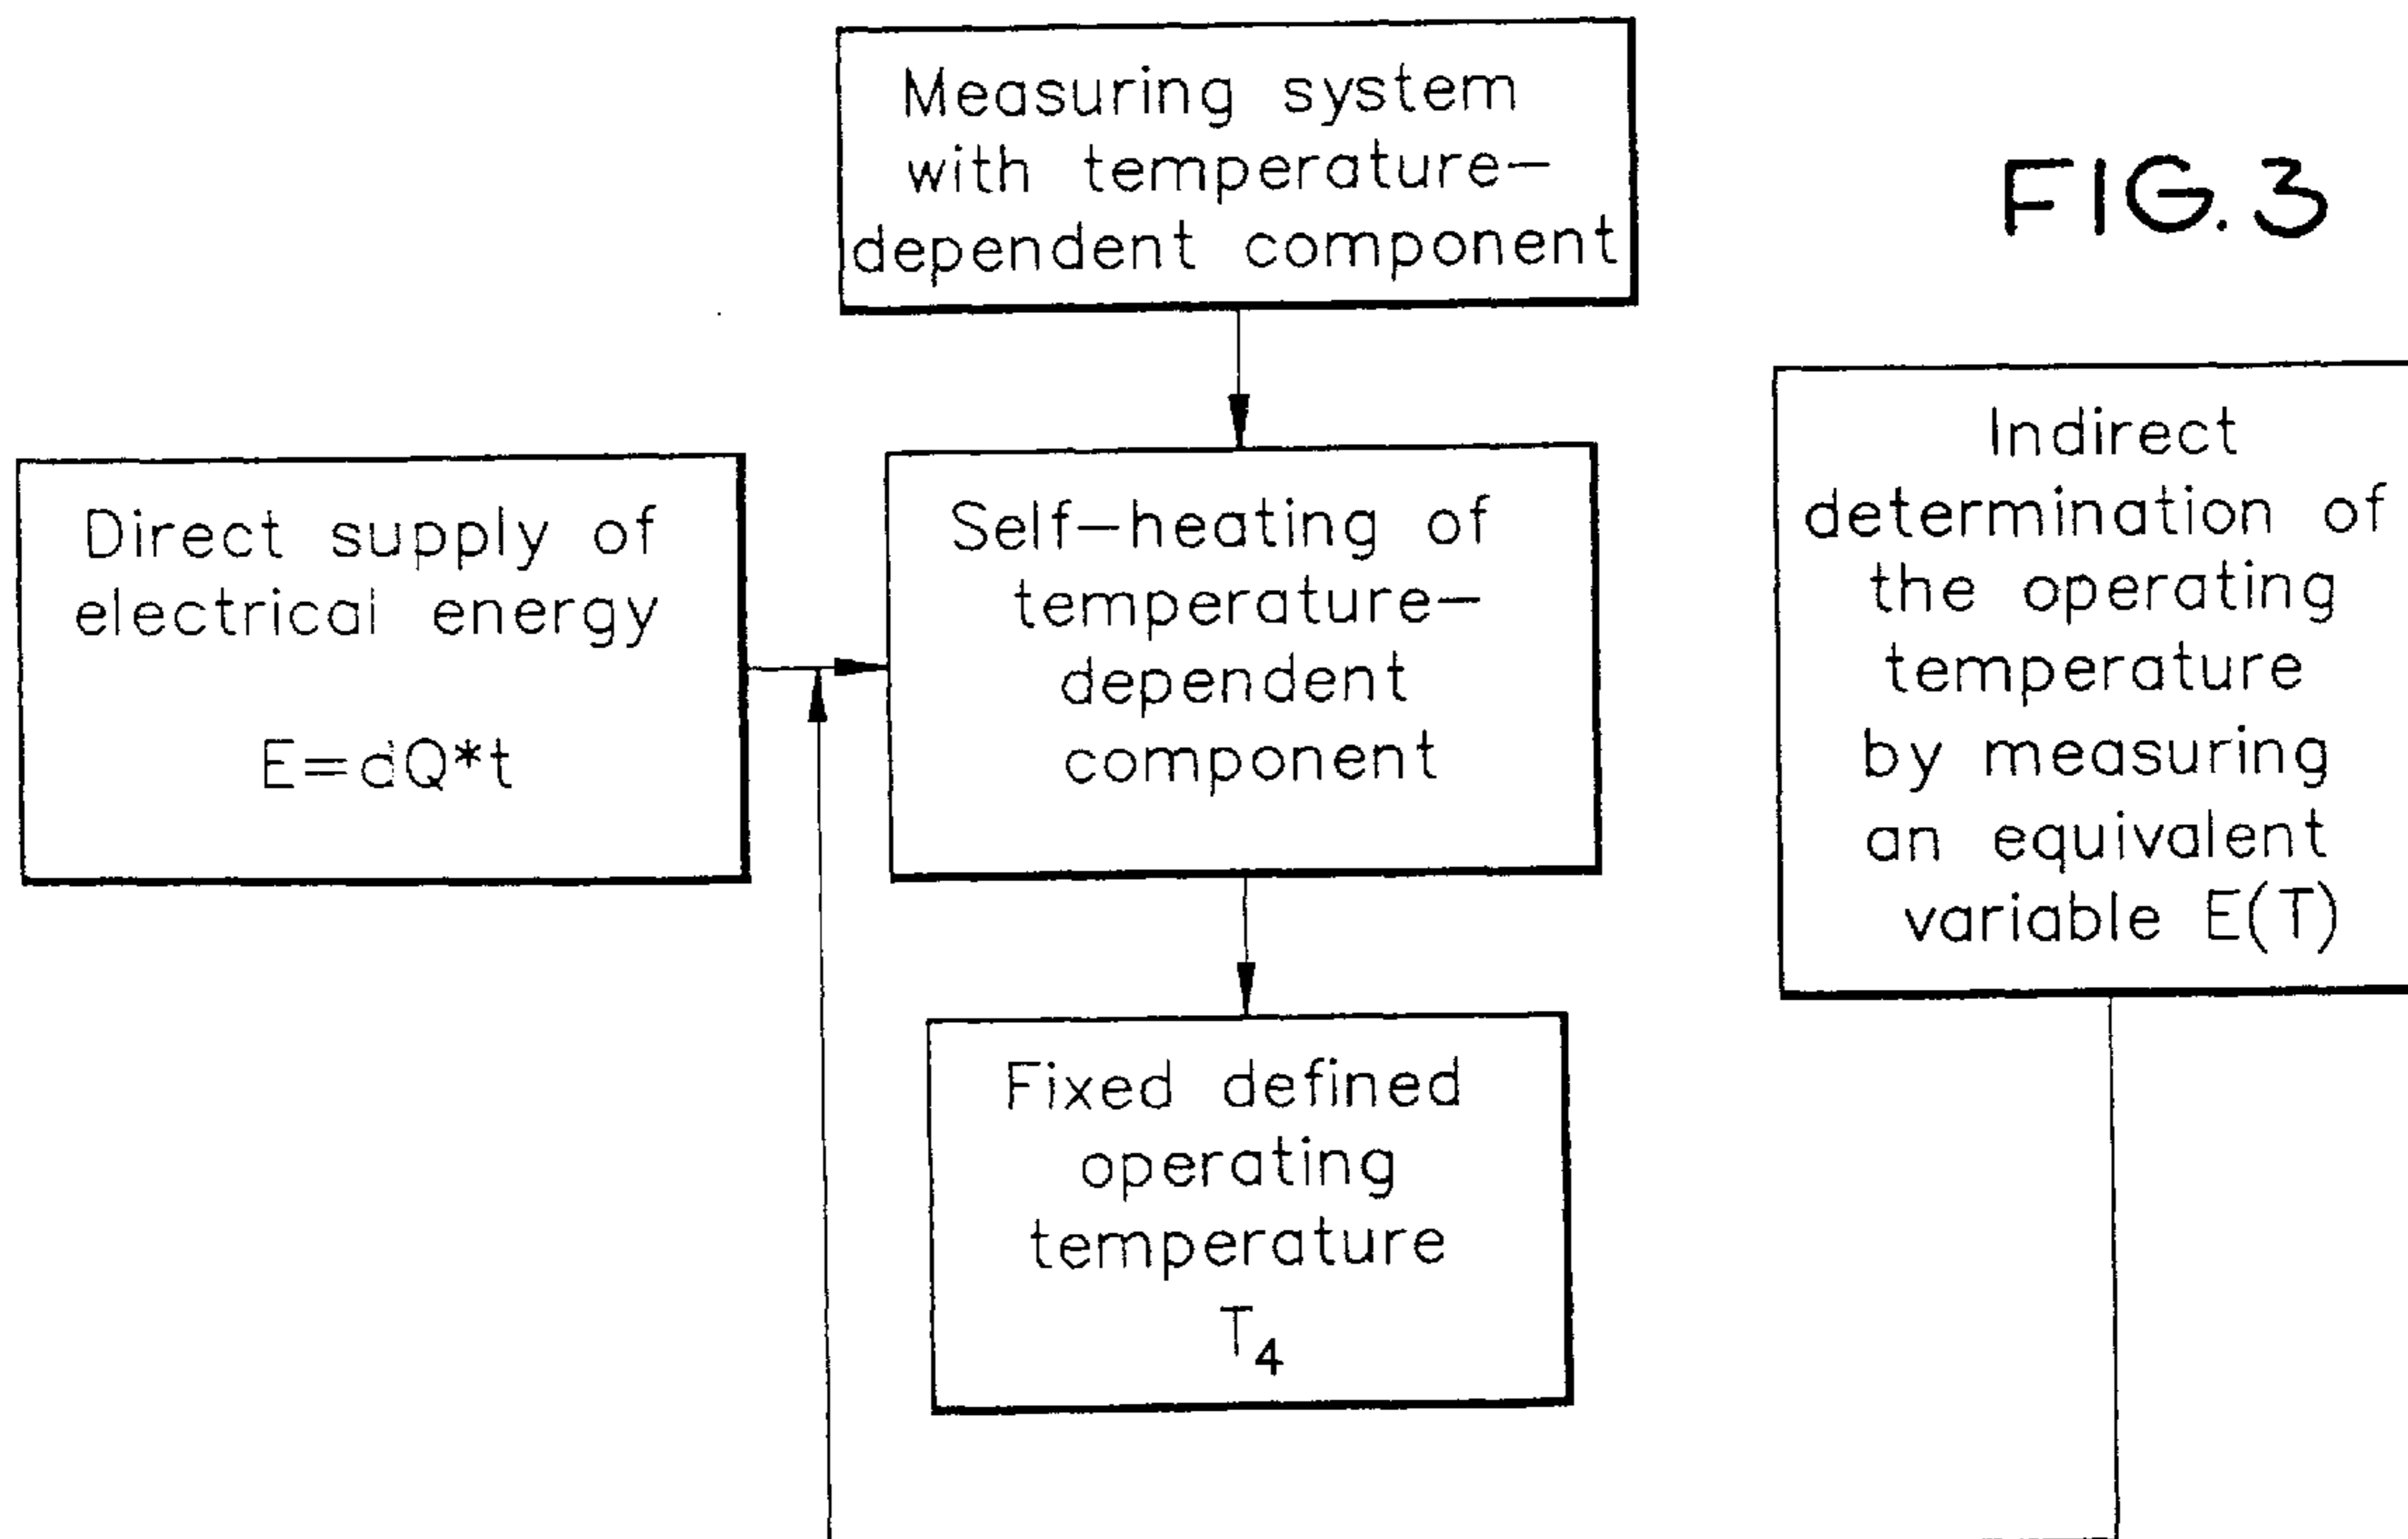 Measuring system
with temperature-
dependent component
FIG. 3
Direct supply of
electrical energy
E=dQ*t
Self-heating of
temperature-
dependent
component
Indirect
determination of
the operating
temperature
by measuring
an equivalent
variable E(T)
Fixed defined
operating
temperature
T₄